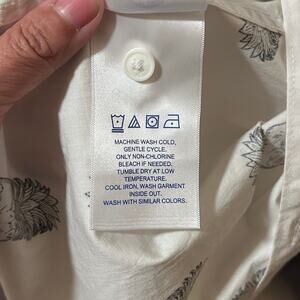 MACHINE WASH COLD,
GENTLE CYCLE.
ONLY NON-CHLORINE
BLEACH IF NEEDED.
TUMBLE DRY AT LOW
TEMPERATURE.
COOL IRON, WASH GARMENT
INSIDE OUT.
WASH WITH SIMILAR COLORS.